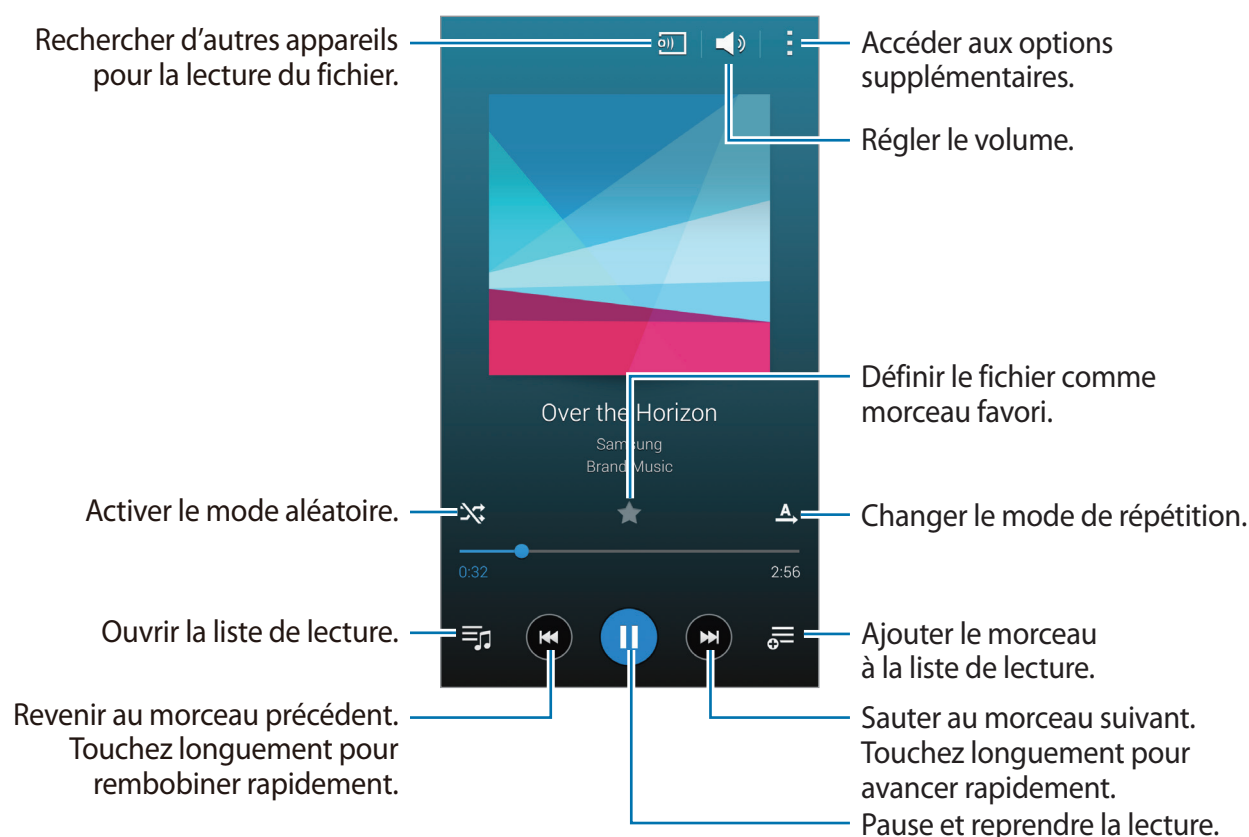 Rechercher d'autres appareils
pour la lecture du fichier.
Accéder aux options
supplémentaires.
Régler le volume.
Définir le fichier comme
morceau favori.
Over the Horizon
Samsung
Brand Music
Activer le mode aléatoire.
A
Changer le mode de répétition.
0:32
2:56
Ouvrir la liste de lecture.
Ajouter le morceau
à la liste de lecture.
Revenir au morceau précédent.
Touchez longuement pour
rembobiner rapidement.
Sauter au morceau suivant.
Touchez longuement pour
avancer rapidement.
Pause et reprendre la lecture.